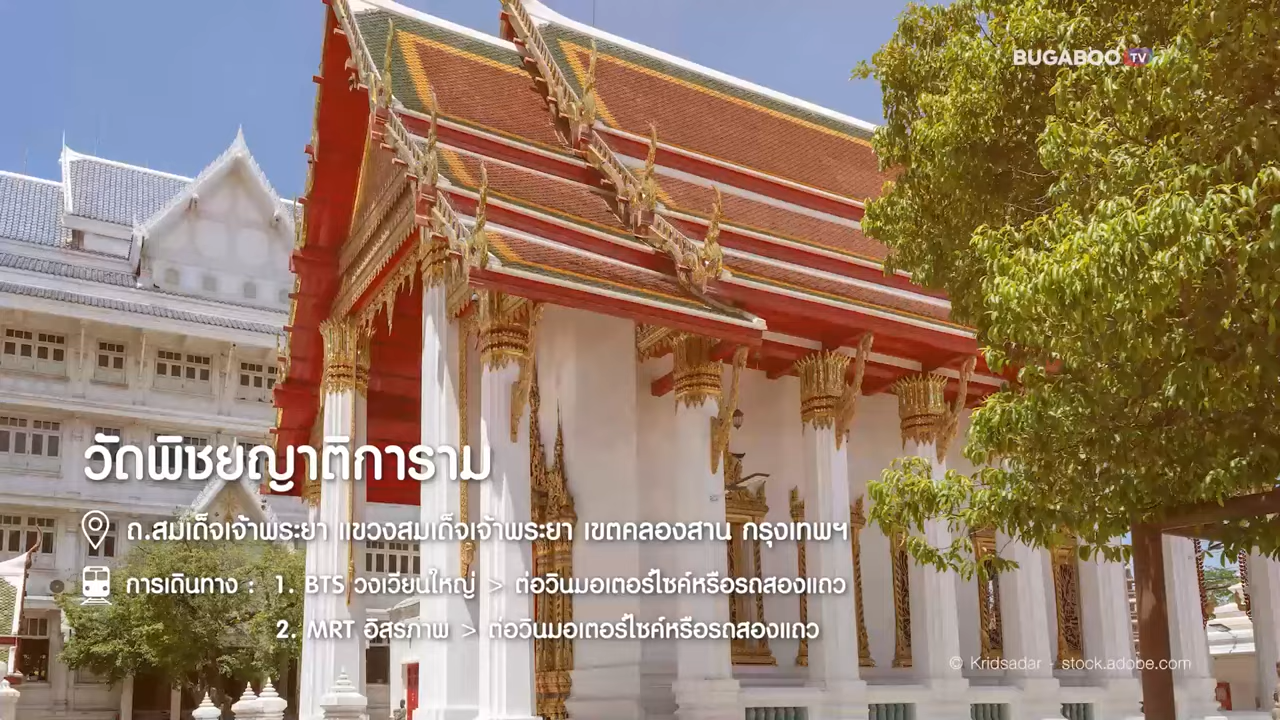 BUGABOO TV
วัดพิชยญาติการาม
ถ.สมเด็จเจ้าพระยา แขวงสมเด็จเจ้าพระยา เขตคลองสาน กรุงเทพฯ
การเดินทาง : 1. BTS วงเวียนใหญ่ > ต่อวินมอเตอร์ไซค์หรือรถสองแถว
2. MRT อิสรภาพ > ต่อวินมอเตอร์ไซค์หรือรถสองแถว
© Kridsadar - stock.adobe.com